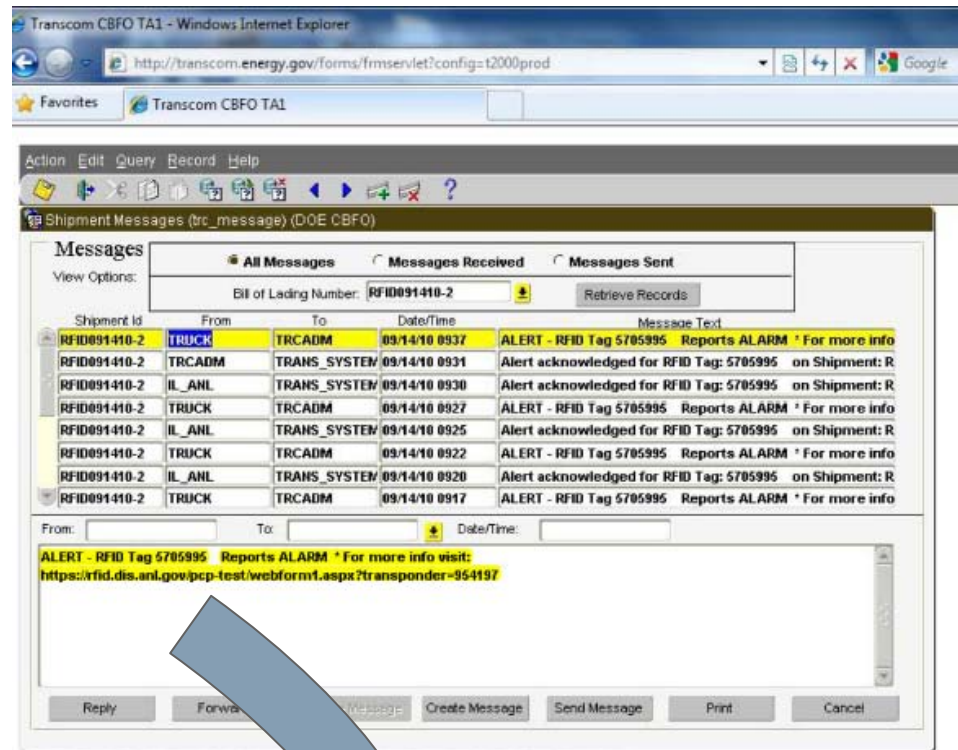 Transcom CBFO TA1 - Windows Internet Explorer
http://transcom.energy.gov/forms/frmservlet?config=t2000prod
Google
Favorites
Transcom CBFO TA1
Action Edit Query Record Help
?
Shipment Messages (trc_message) (DOE CBFO)
Messages
View Options:
All Messages Messages Received Messages Sent
Bill of Lading Number: RFID091410-2 Retrieve Records
Shipment Id From To Date/Time Message Text
RFID091410-2 TRUCK TRCADM 09/14/10 0937 ALERT - RFID Tag 5705995 Reports ALARM * For more info
RFID091410-2 TRCADM TRANS_SYSTEM 09/14/10 0931 Alert acknowledged for RFID Tag: 5705995 on Shipment: R
RFID091410-2 IL_ANL TRANS_SYSTEM 09/14/10 0930 Alert acknowledged for RFID Tag: 5705995 on Shipment: R
RFID091410-2 TRUCK TRCADM 09/14/10 0927 ALERT - RFID Tag 5705995 Reports ALARM * For more info
RFID091410-2 IL_ANL TRANS_SYSTEM 09/14/10 0925 Alert acknowledged for RFID Tag: 5705995 on Shipment: R
RFID091410-2 TRUCK TRCADM 09/14/10 0922 ALERT - RFID Tag 5705995 Reports ALARM * For more info
RFID091410-2 IL_ANL TRANS_SYSTEM 09/14/10 0920 Alert acknowledged for RFID Tag: 5705995 on Shipment: R
RFID091410-2 TRUCK TRCADM 09/14/10 0917 ALERT - RFID Tag 5705995 Reports ALARM * For more info
From: To: Date/Time:
ALERT - RFID Tag 5705995 Reports ALARM * For more info visit:
https://rfid.dis.anl.gov/pcp-test/webform1.aspx?transponder=954197
Reply Forwa Message Create Message Send Message Print Cancel